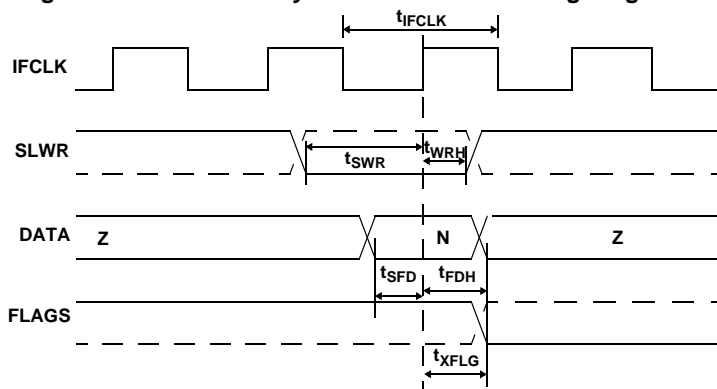 tIFCLK
IFCLK
SLWR
tSWR
tWRH
DATA
Z
N
Z
tSFD
tFDH
FLAGS
tXFLG